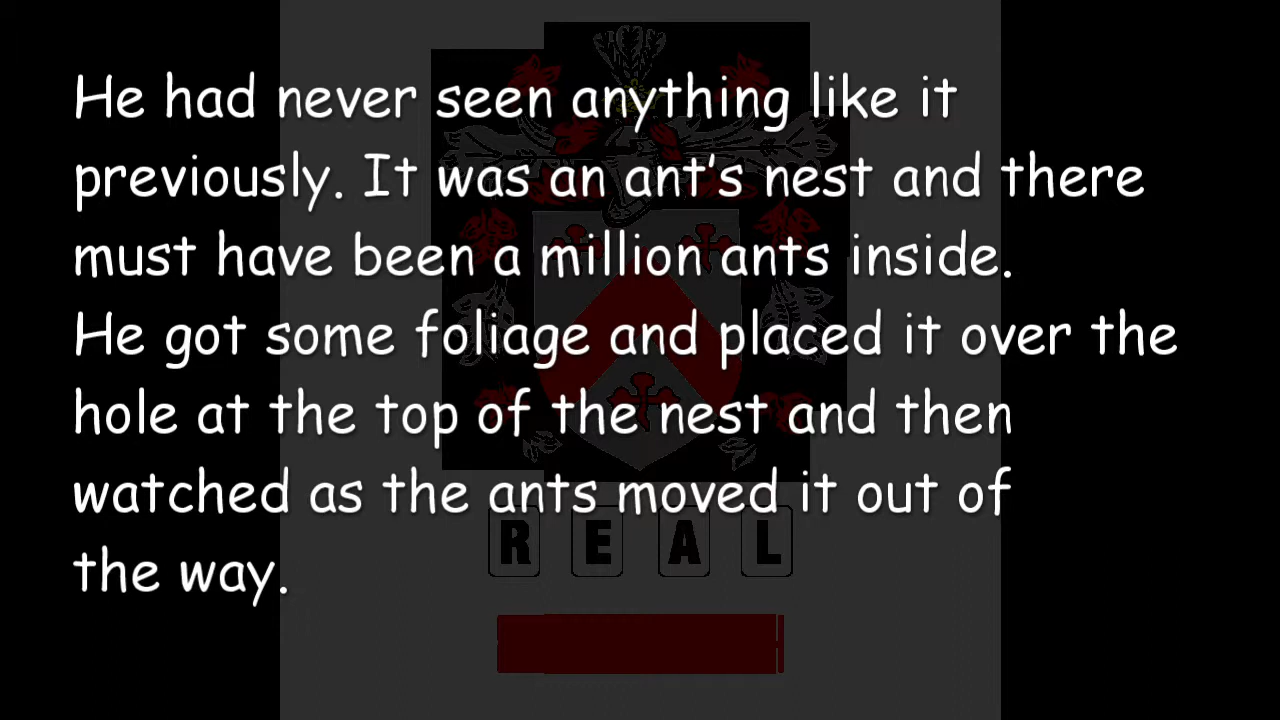 He had never seen anything like it
previously. It was an ant's nest and there
must have been a million ants inside.
He got some foliage and placed it over the
hole at the top of the nest and then
watched as the ants moved it out of
the way.
R E A L